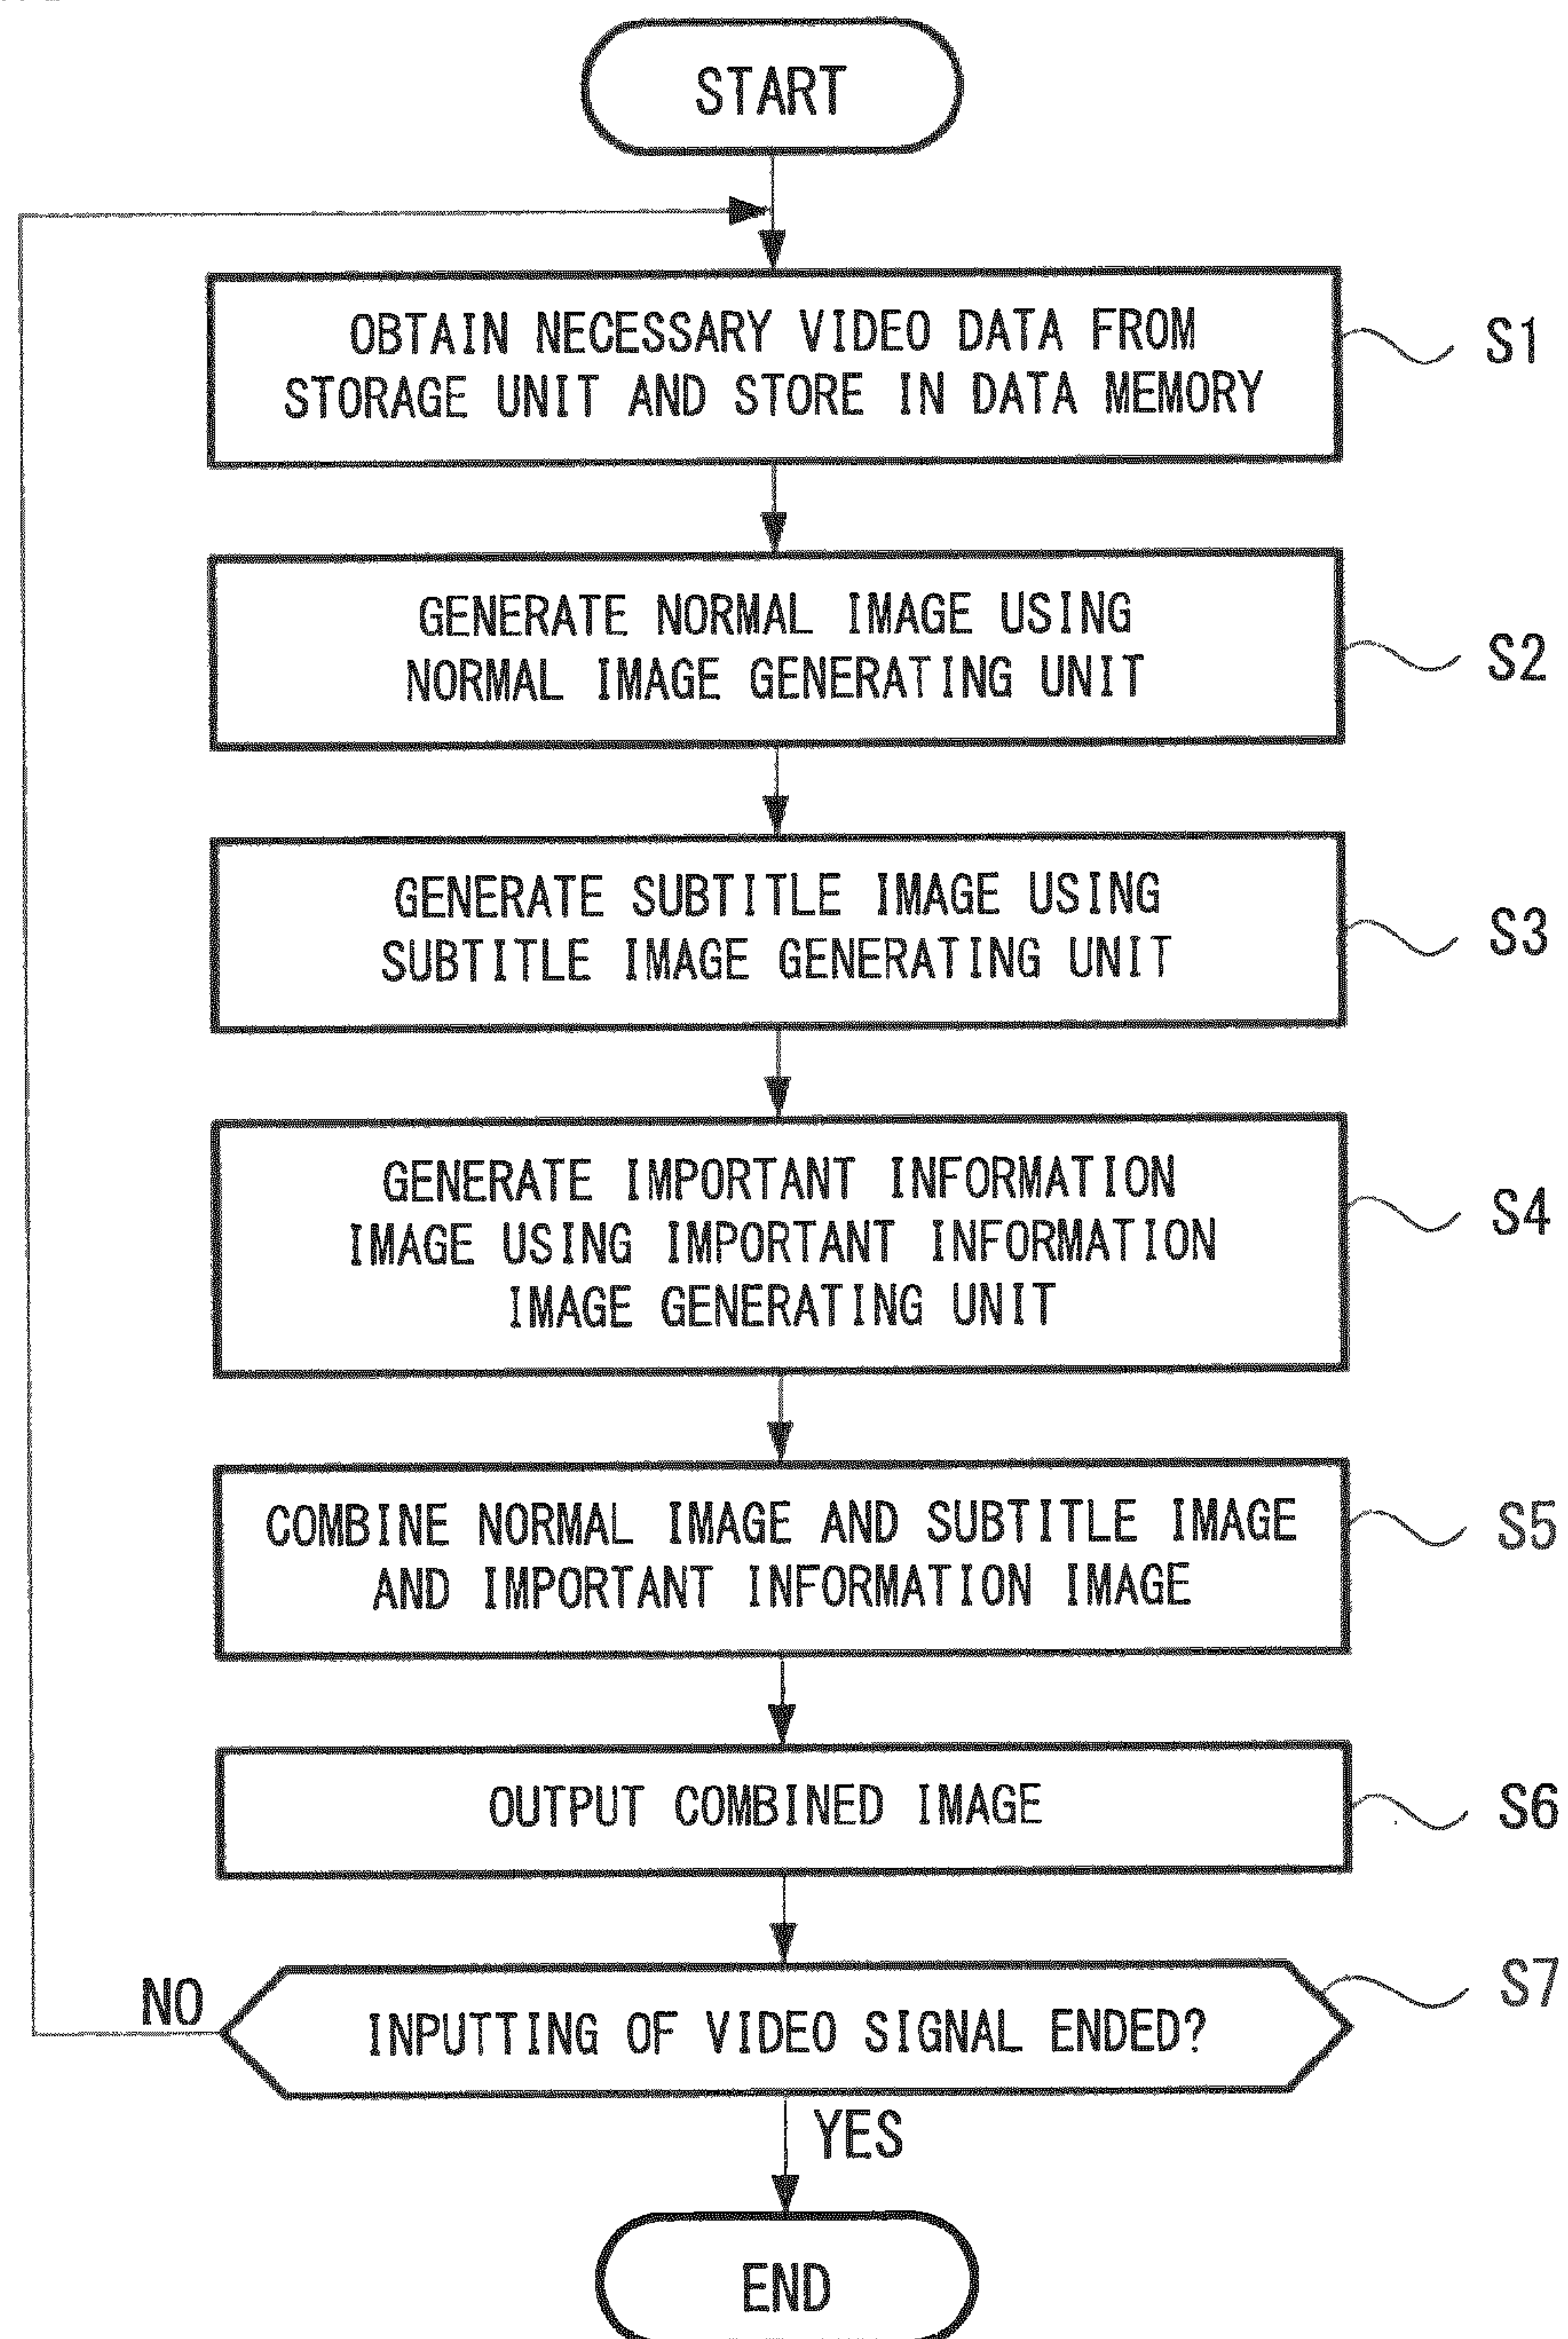 START
OBTAIN NECESSARY VIDEO DATA FROM
STORAGE UNIT AND STORE IN DATA MEMORY
S1
GENERATE NORMAL IMAGE USING
NORMAL IMAGE GENERATING UNIT
S2
GENERATE SUBTITLE IMAGE USING
SUBTITLE IMAGE GENERATING UNIT
S3
GENERATE IMPORTANT INFORMATION
IMAGE USING IMPORTANT INFORMATION
IMAGE GENERATING UNIT
S4
COMBINE NORMAL IMAGE AND SUBTITLE IMAGE
AND IMPORTANT INFORMATION IMAGE
S5
OUTPUT COMBINED IMAGE
S6
NO
INPUTTING OF VIDEO SIGNAL ENDED?
S7
YES
END